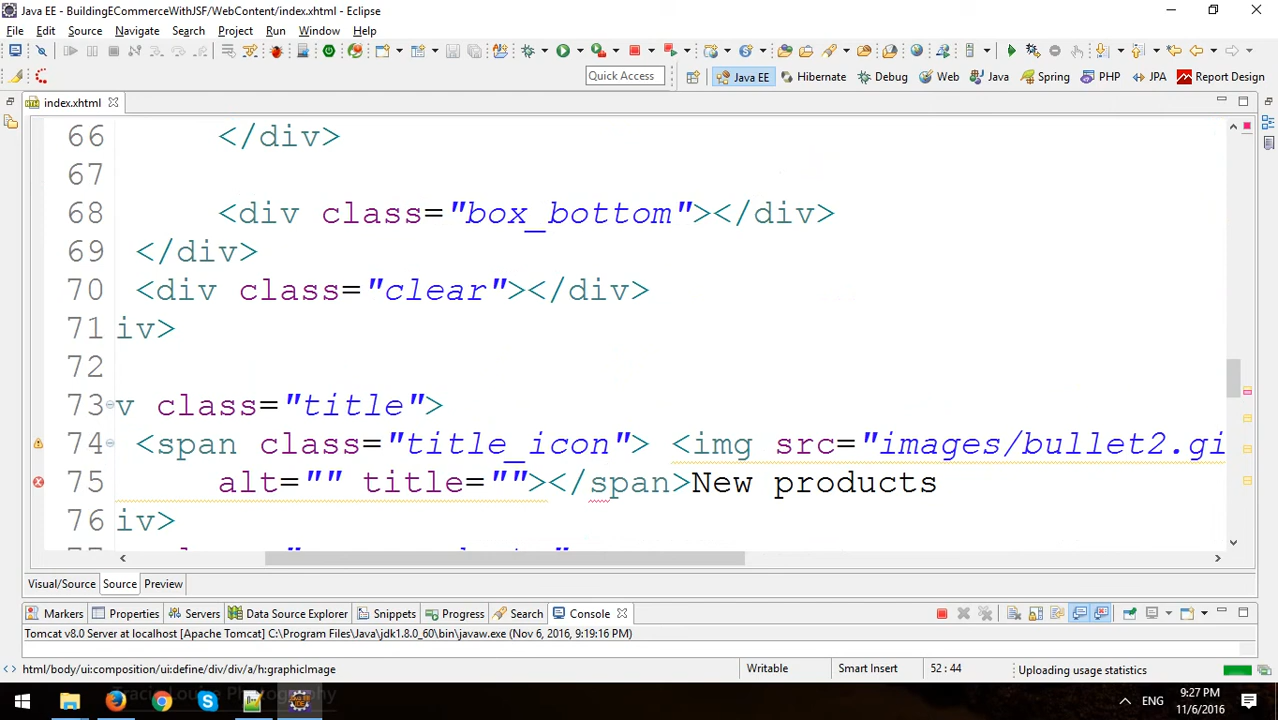 Java EE - BuildingECommerceWithJSF/WebContent/index.xhtml - Eclipse
File Edit Source Navigate Search Project Run Window Help
Quick Access Java EE Hibernate Debug Web Java Spring PHP JPA Report Design
index.xhtml
66 </div>
67
68 <div class="box_bottom"></div>
69 </div>
70 <div class="clear"></div>
71 iv>
72
73 v class="title">
74 <span class="title_icon"> <img src="images/bullet2.gi
75 alt="" title=""></span>New products
76 iv>
Visual/Source Source Preview
Markers Properties Servers Data Source Explorer Snippets Progress Search Console
Tomcat v8.0 Server at localhost [Apache Tomcat] C:\Program Files\Java\jdk1.8.0_60\bin\javaw.exe (Nov 6, 2016, 9:19:16 PM)
html/body/ui:composition/ui:define/div/div/a/h:graphicImage Writable Smart Insert 52 : 44 Uploading usage statistics
Tracie Louise Photography
ENG 9:27 PM
11/6/2016